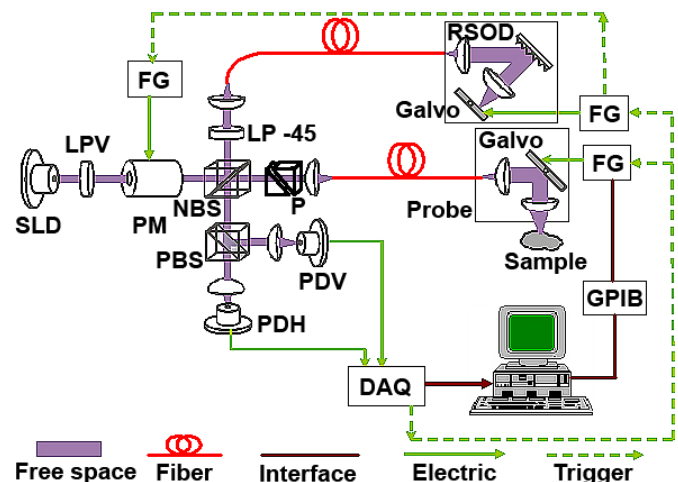 RSOD
FG
Galvo
FG
LP -45
LPV
Galvo
FG
SLD
PM
NBS
P
Probe
PBS
PDV
Sample
GPIB
PDH
DAQ
Free space
Fiber
Interface
Electric
Trigger